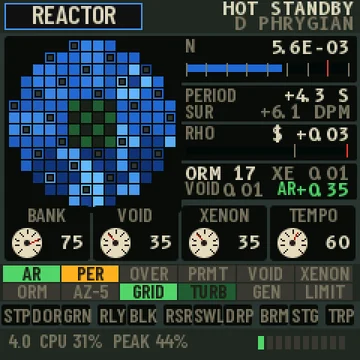 REACTOR
HOT STANDBY
D PHRYGIAN
N 5.6E-03
PERIOD +4.3 S
SUR +6.1 DPM
RHO $ +0.03
ORM 17 XE 0.01
VOID 0.01 AR+0.35
BANK VOID XENON TEMPO
75 35 35 60
AR PER OVER PRMT VOID XENON
ORM AZ-5 GRID TURB GEN LIMIT
STP DOR GRN RLY BLK RSR SWL DRP BRM STG TRP
4.0 CPU 31% PEAK 44%